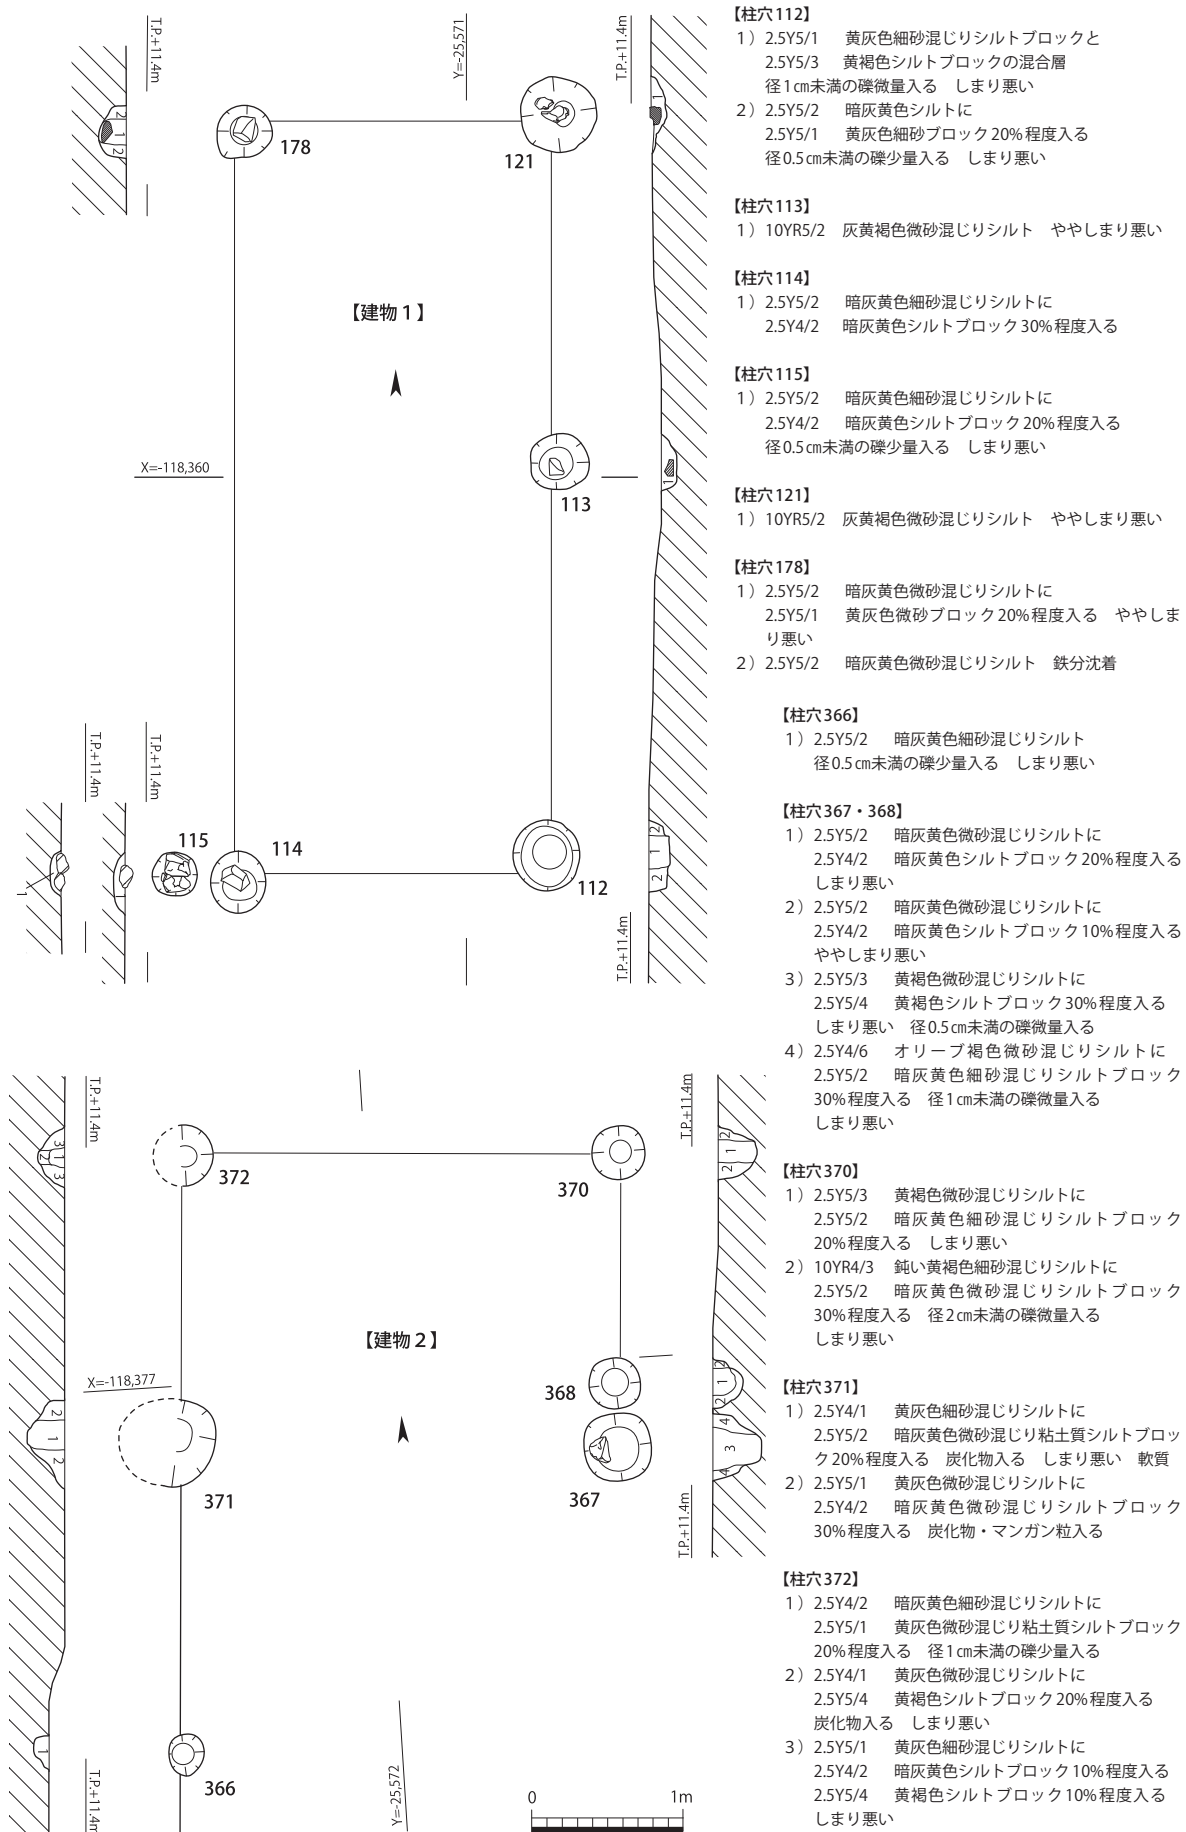 T.P.+11.4m
Y=-25,571
T.P.+11.4m
2
1
2
178
121
1
【建物1】
X=-118,360
113
1
T.P.+11.4m
T.P.+11.4m
115
114
112
1
1
2
1
2
T.P.+11.4m
【柱穴112】
1）2.5Y5/1　黄灰色細砂混じりシルトブロックと
2.5Y5/3　黄褐色シルトブロックの混合層
径1㎝未満の礫微量入る　しまり悪い
2）2.5Y5/2　暗灰黄色シルトに
2.5Y5/1　黄灰色細砂ブロック20%程度入る
径0.5㎝未満の礫少量入る　しまり悪い
【柱穴113】
1）10YR5/2　灰黄褐色微砂混じりシルト　ややしまり悪い
【柱穴114】
1）2.5Y5/2　暗灰黄色細砂混じりシルトに
2.5Y4/2　暗灰黄色シルトブロック30%程度入る
【柱穴115】
1）2.5Y5/2　暗灰黄色細砂混じりシルトに
2.5Y4/2　暗灰黄色シルトブロック20%程度入る
径0.5㎝未満の礫少量入る　しまり悪い
【柱穴121】
1）10YR5/2　灰黄褐色微砂混じりシルト　ややしまり悪い
【柱穴178】
1）2.5Y5/2　暗灰黄色微砂混じりシルトに
2.5Y5/1　黄灰色微砂ブロック20%程度入る　ややしま
り悪い
2）2.5Y5/2　暗灰黄色微砂混じりシルト　鉄分沈着
【柱穴366】
1）2.5Y5/2　暗灰黄色細砂混じりシルト
径0.5㎝未満の礫少量入る　しまり悪い
【柱穴367・368】
1）2.5Y5/2　暗灰黄色微砂混じりシルトに
2.5Y4/2　暗灰黄色シルトブロック20%程度入る
しまり悪い
2）2.5Y5/2　暗灰黄色微砂混じりシルトに
2.5Y4/2　暗灰黄色シルトブロック10%程度入る
ややしまり悪い
3）2.5Y5/3　黄褐色微砂混じりシルトに
2.5Y5/4　黄褐色シルトブロック30%程度入る
しまり悪い　径0.5㎝未満の礫微量入る
4）2.5Y4/6　オリーブ褐色微砂混じりシルトに
2.5Y5/2　暗灰黄色細砂混じりシルトブロック
30%程度入る　径1㎝未満の礫微量入る
しまり悪い
【柱穴370】
1）2.5Y5/3　黄褐色微砂混じりシルトに
2.5Y5/2　暗灰黄色細砂混じりシルトブロック
20%程度入る　しまり悪い
2）10YR4/3　鈍い黄褐色細砂混じりシルトに
2.5Y5/2　暗灰黄色微砂混じりシルトブロック
30%程度入る　径2㎝未満の礫微量入る
しまり悪い
【柱穴371】
1）2.5Y4/1　黄灰色細砂混じりシルトに
2.5Y5/2　暗灰黄色微砂混じり粘土質シルトブロッ
ク20%程度入る　炭化物入る　しまり悪い　軟質
2）2.5Y5/1　黄灰色微砂混じりシルトに
2.5Y4/2　暗灰黄色微砂混じりシルトブロック
30%程度入る　炭化物・マンガン粒入る
【柱穴372】
1）2.5Y4/2　暗灰黄色細砂混じりシルトに
2.5Y5/1　黄灰色微砂混じり粘土質シルトブロック
20%程度入る　径1㎝未満の礫少量入る
2）2.5Y4/1　黄灰色微砂混じりシルトに
2.5Y5/4　黄褐色シルトブロック20%程度入る
炭化物入る　しまり悪い
3）2.5Y5/1　黄灰色細砂混じりシルトに
2.5Y4/2　暗灰黄色シルトブロック10%程度入る
2.5Y5/4　黄褐色シルトブロック10%程度入る
しまり悪い
T.P.+11.4m
T.P.+11.4m
3
1
2
3
372
370
2
1
2
【建物2】
X=-118,377
368
2
1
2
2
1
2
371
367
4
3
4
T.P.+11.4m
1
366
T.P.+11.4m
Y=-25,572
0
1m